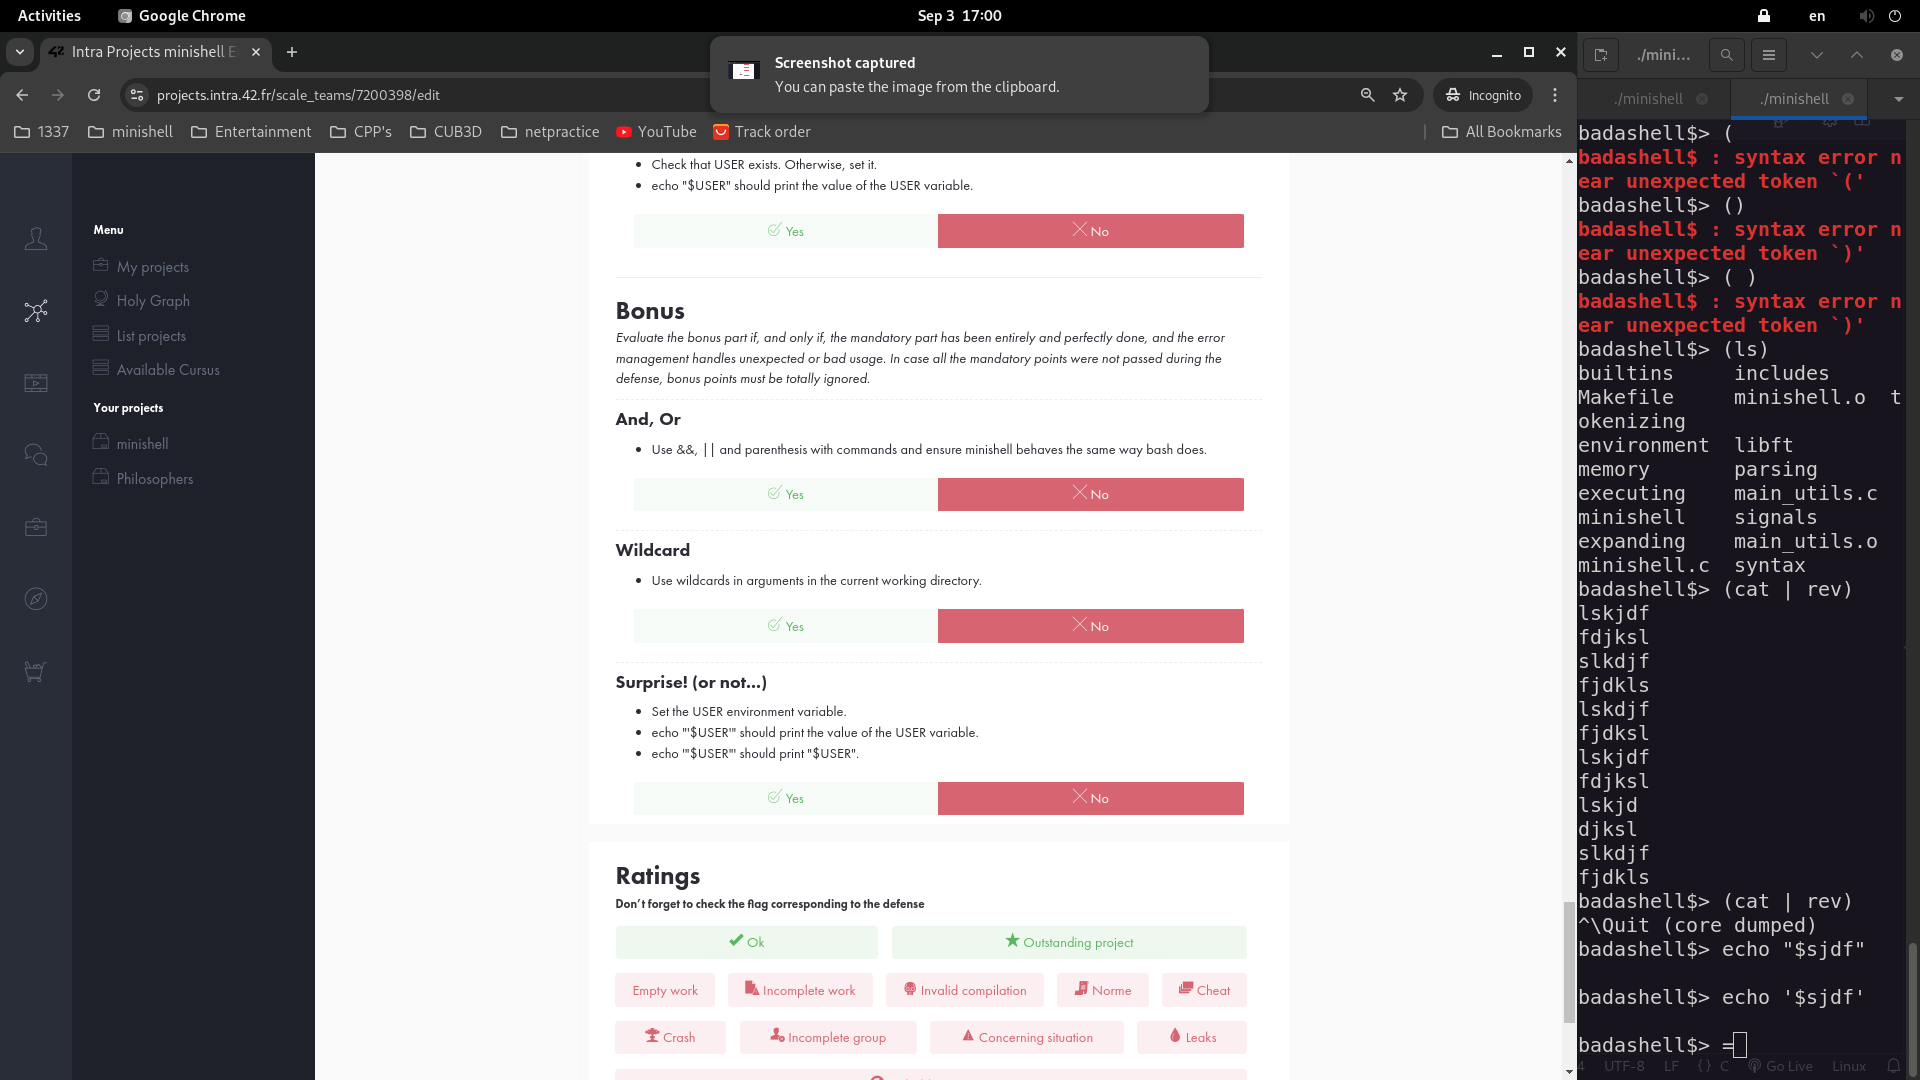 Activities
Google Chrome
Sep 3 17:00
en
Intra Projects minishell E
Screenshot captured
You can paste the image from the clipboard.
projects.intra.42.fr/scale_teams/7200398/edit
Incognito
1337
minishell
Entertainment
CPP's
CUB3D
netpractice
YouTube
Track order
All Bookmarks
Menu
My projects
Holy Graph
List projects
Available Cursus
Your projects
minishell
Philosophers
Check that USER exists. Otherwise, set it.
echo "$USER" should print the value of the USER variable.
Yes
No
Bonus
Evaluate the bonus part if, and only if, the mandatory part has been entirely and perfectly done, and the error
management handles unexpected or bad usage. In case all the mandatory points were not passed during the
defense, bonus points must be totally ignored.
And, Or
Use &&, || and parenthesis with commands and ensure minishell behaves the same way bash does.
Yes
No
Wildcard
Use wildcards in arguments in the current working directory.
Yes
No
Surprise! (or not...)
Set the USER environment variable.
echo "'$USER'" should print the value of the USER variable.
echo '"$USER"' should print "$USER".
Yes
No
Ratings
Don't forget to check the flag corresponding to the defense
Ok
Outstanding project
Empty work
Incomplete work
Invalid compilation
Norme
Cheat
Crash
Incomplete group
Concerning situation
Leaks
./mini...
./minishell
./minishell
badashell$> (
badashell$ : syntax error n
ear unexpected token `('
badashell$> ()
badashell$ : syntax error n
ear unexpected token `)'
badashell$> ( )
badashell$ : syntax error n
ear unexpected token `)'
badashell$> (ls)
builtins     includes
Makefile     minishell.o  t
okenizing
environment  libft
memory       parsing
executing    main_utils.c
minishell    signals
expanding    main_utils.o
minishell.c  syntax
badashell$> (cat | rev)
lskjdf
fdjksl
slkdjf
fjdkls
lskdjf
fjdksl
lskjdf
fdjksl
lskjd
djksl
slkdjf
fjdkls
badashell$> (cat | rev)
^\Quit (core dumped)
badashell$> echo "$sjdf"
badashell$> echo '$sjdf'
badashell$> =
4 UTF-8 LF {} C Go Live Linux